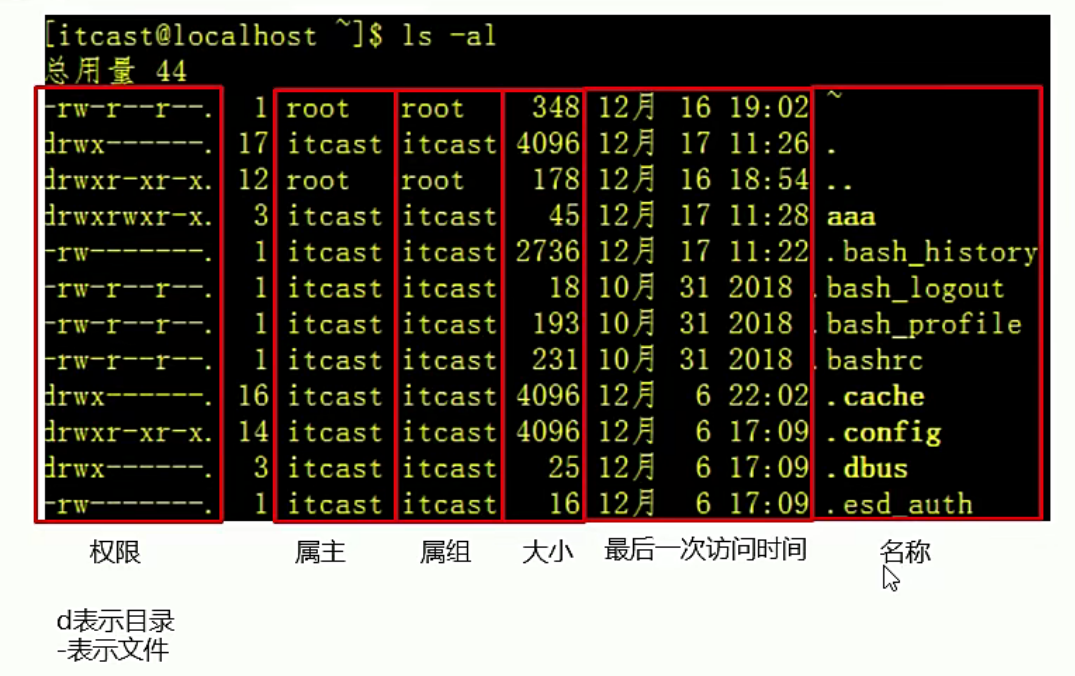 [itcast@localhost ~]$ ls -al
总用量 44
-rw-r--r--. 1 root root 348 12月 16 19:02 ~
drwx------. 17 itcast itcast 4096 12月 17 11:26 .
drwxr-xr-x. 12 root root 178 12月 16 18:54 ..
drwxrwxr-x. 3 itcast itcast 45 12月 17 11:28 aaa
-rw-------. 1 itcast itcast 2736 12月 17 11:22 .bash_history
-rw-r--r--. 1 itcast itcast 18 10月 31 2018 .bash_logout
-rw-r--r--. 1 itcast itcast 193 10月 31 2018 .bash_profile
-rw-r--r--. 1 itcast itcast 231 10月 31 2018 .bashrc
drwx------. 16 itcast itcast 4096 12月 6 22:02 .cache
drwxr-xr-x. 14 itcast itcast 4096 12月 6 17:09 .config
drwx------. 3 itcast itcast 25 12月 6 17:09 .dbus
-rw-------. 1 itcast itcast 16 12月 6 17:09 .esd_auth
权限 属主 属组 大小 最后一次访问时间 名称
d表示目录
-表示文件